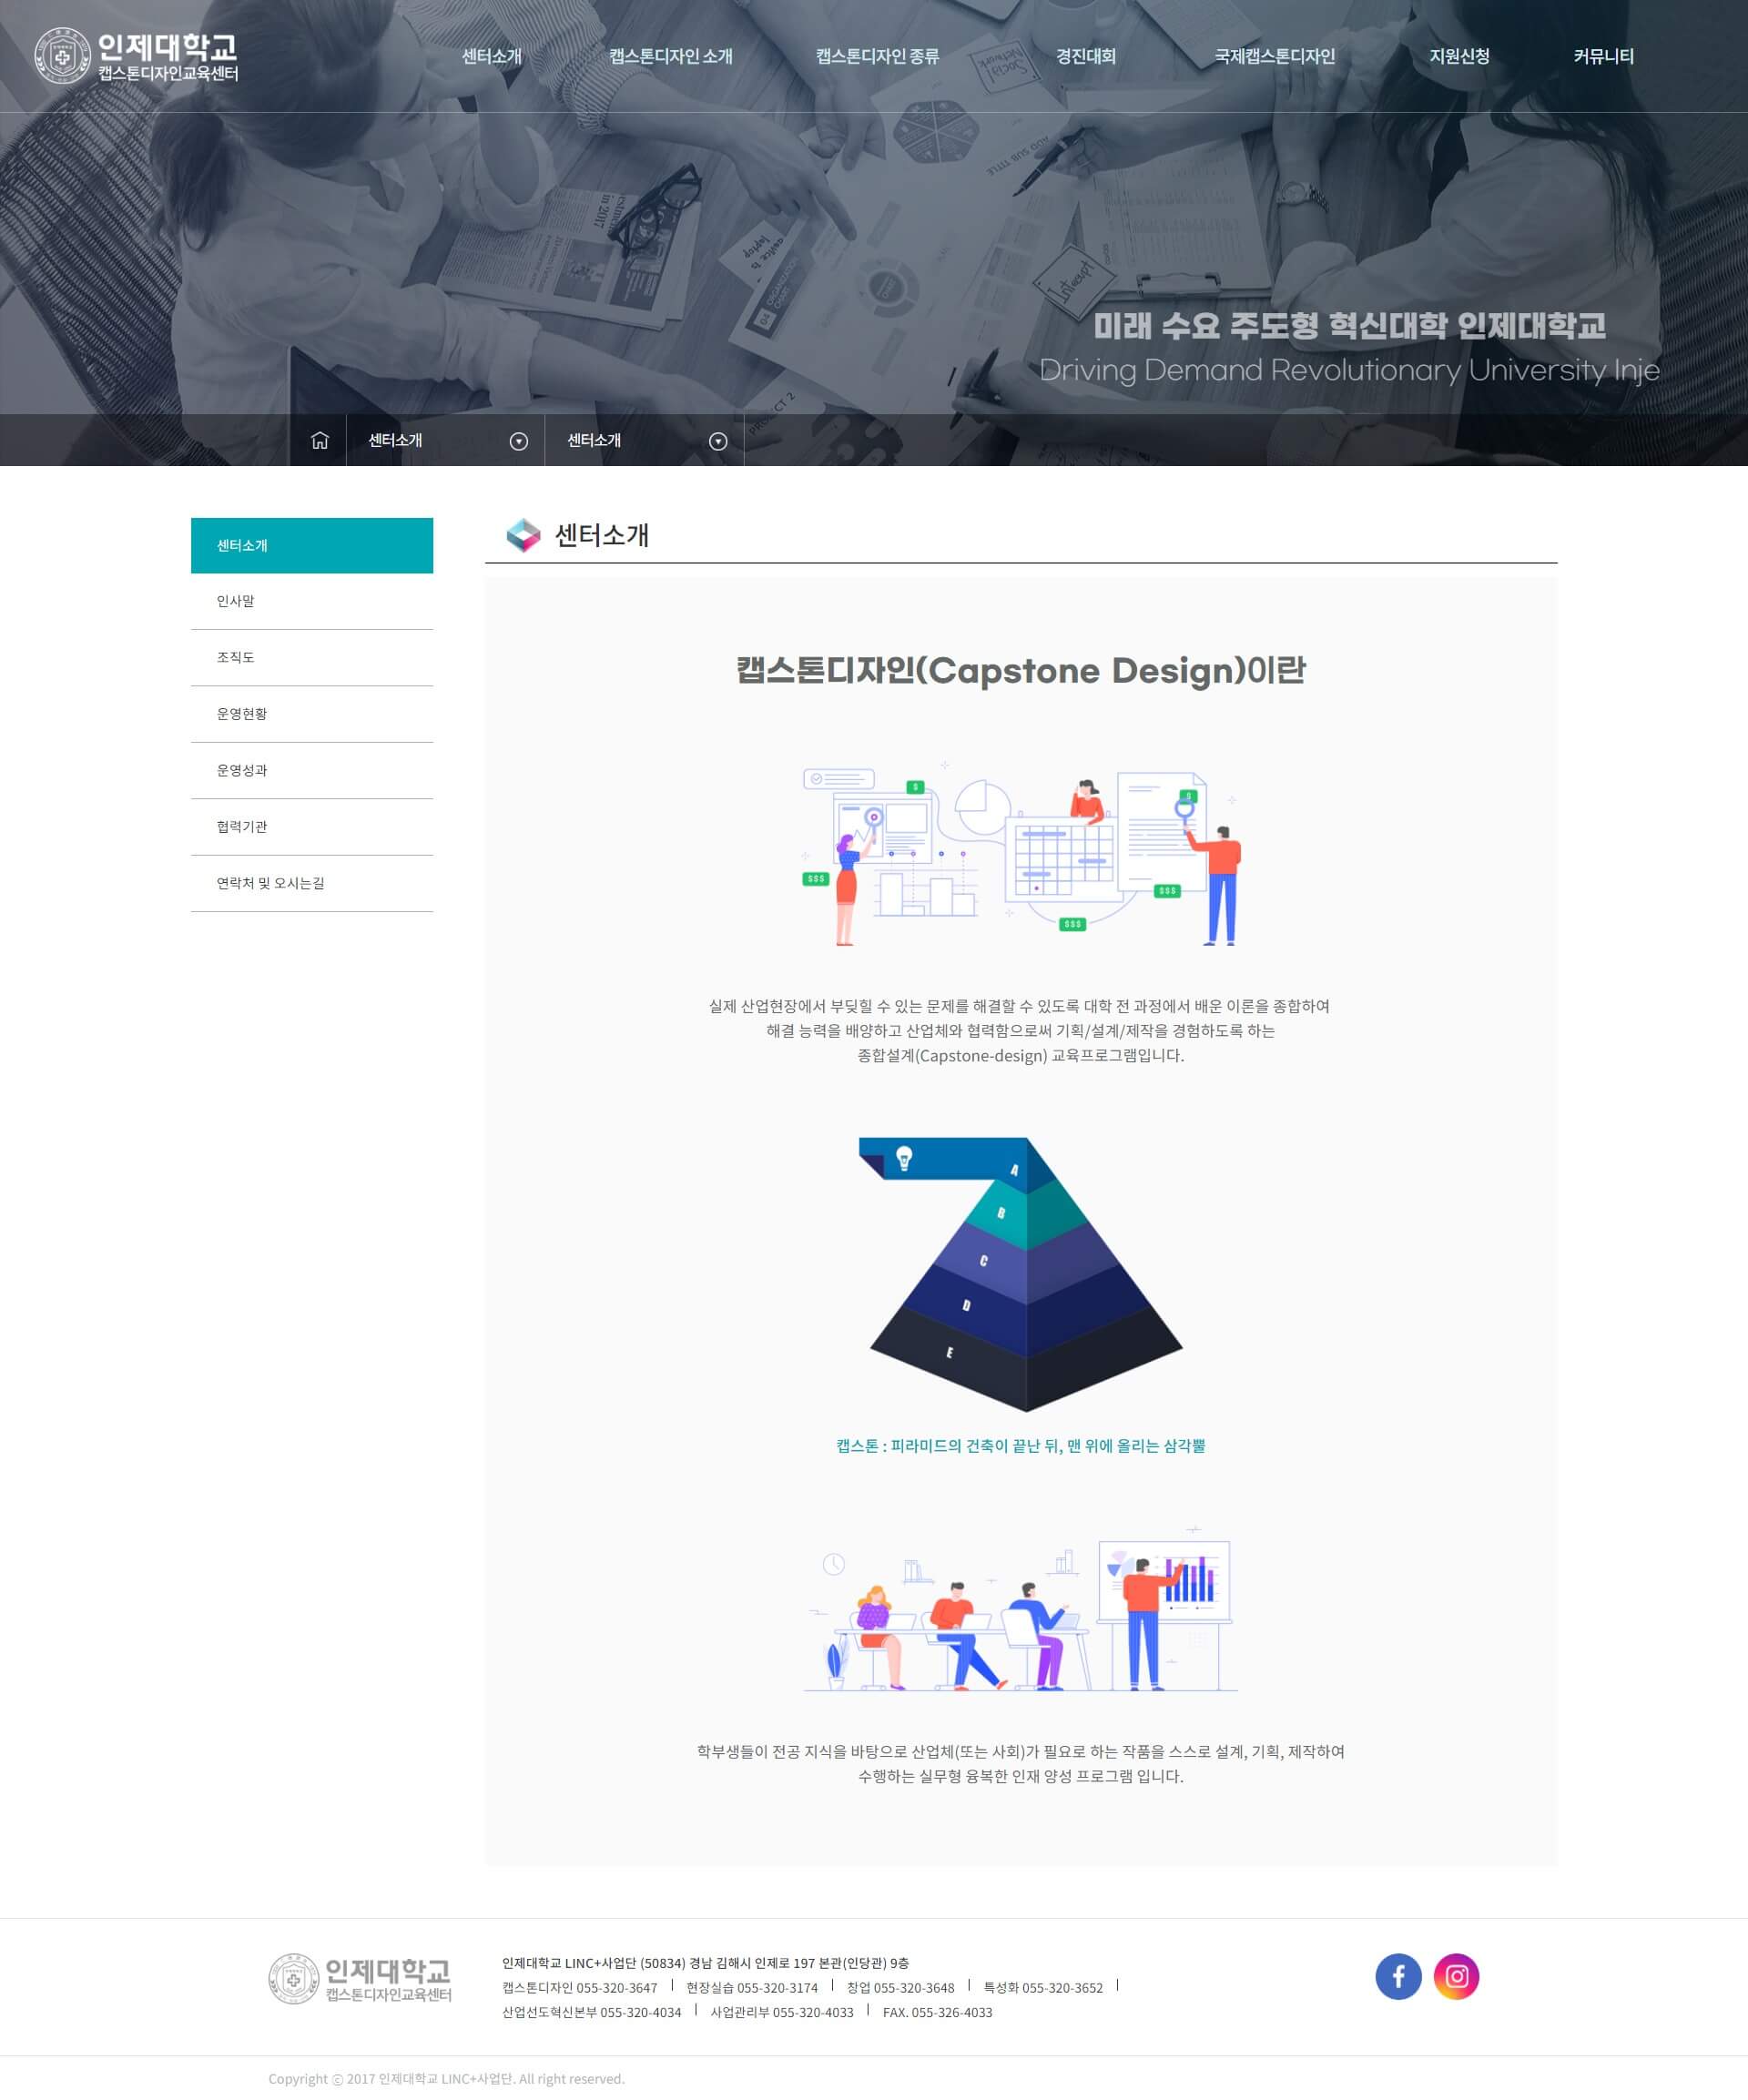 인제대학교
캡스톤디자인교육센터
센터소개
캡스톤디자인 소개
캡스톤디자인 종류
경진대회
국제캡스톤디자인
지원신청
커뮤니티
Social
Network
ADD SUB TITLE
in 2017
Internet
미래 수요 주도형 혁신대학 인제대학교
Driving Demand Revolutionary University Inje
센터소개
센터소개
센터소개
인사말
조직도
운영현황
운영성과
협력기관
연락처 및 오시는길
센터소개
캡스톤디자인(Capstone Design)이란
$
$
$$$
$$$
$$$
실제 산업현장에서 부딪힐 수 있는 문제를 해결할 수 있도록 대학 전 과정에서 배운 이론을 종합하여
해결 능력을 배양하고 산업체와 협력함으로써 기획/설계/제작을 경험하도록 하는
종합설계(Capstone-design) 교육프로그램입니다.
A
B
C
D
E
캡스톤 : 피라미드의 건축이 끝난 뒤, 맨 위에 올리는 삼각뿔
학부생들이 전공 지식을 바탕으로 산업체(또는 사회)가 필요로 하는 작품을 스스로 설계, 기획, 제작하여
수행하는 실무형 융복한 인재 양성 프로그램 입니다.
인제대학교
캡스톤디자인교육센터
인제대학교 LINC+사업단 (50834) 경남 김해시 인제로 197 본관(인당관) 9층
캡스톤디자인 055-320-3647 | 현장실습 055-320-3174 | 창업 055-320-3648 | 특성화 055-320-3652 |
산업선도혁신본부 055-320-4034 | 사업관리부 055-320-4033 | FAX. 055-326-4033
Copyright ⓒ 2017 인제대학교 LINC+사업단. All right reserved.